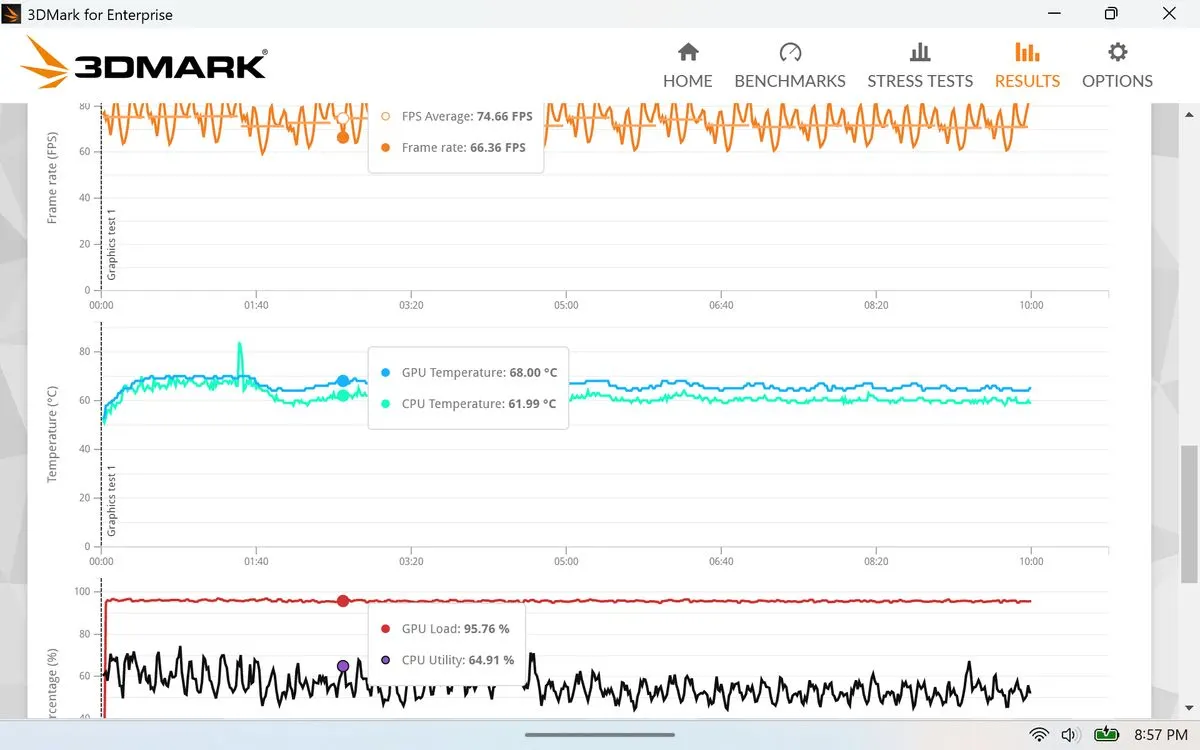 3DMark for Enterprise
3DMARK®
HOME BENCHMARKS STRESS TESTS RESULTS OPTIONS
FPS Average: 74.66 FPS
Frame rate: 66.36 FPS
Frame rate (FPS)
80
60
40
20
0
Graphics test 1
00:00 01:40 03:20 05:00 06:40 08:20 10:00
GPU Temperature: 68.00 °C
CPU Temperature: 61.99 °C
Temperature (°C)
80
60
40
20
0
Graphics test 1
00:00 01:40 03:20 05:00 06:40 08:20 10:00
GPU Load: 95.76 %
CPU Utility: 64.91 %
rcentage (%)
100
80
60
40
8:57 PM